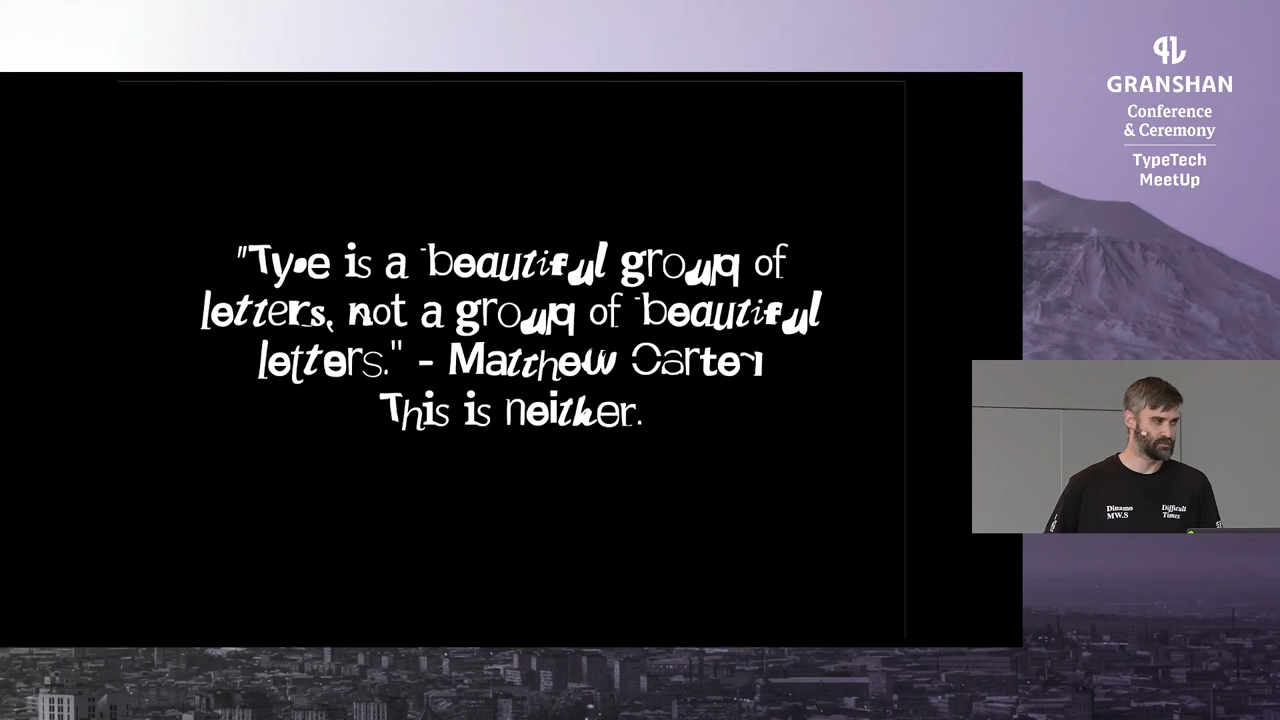 "Type is a beautiful group of
letters, not a group of beautiful
letters." - Matthew Carter
This is neither.
GRANSHAN
Conference
& Ceremony
TypeTech
MeetUp
Dinamo
MW.S
Difficult
Times